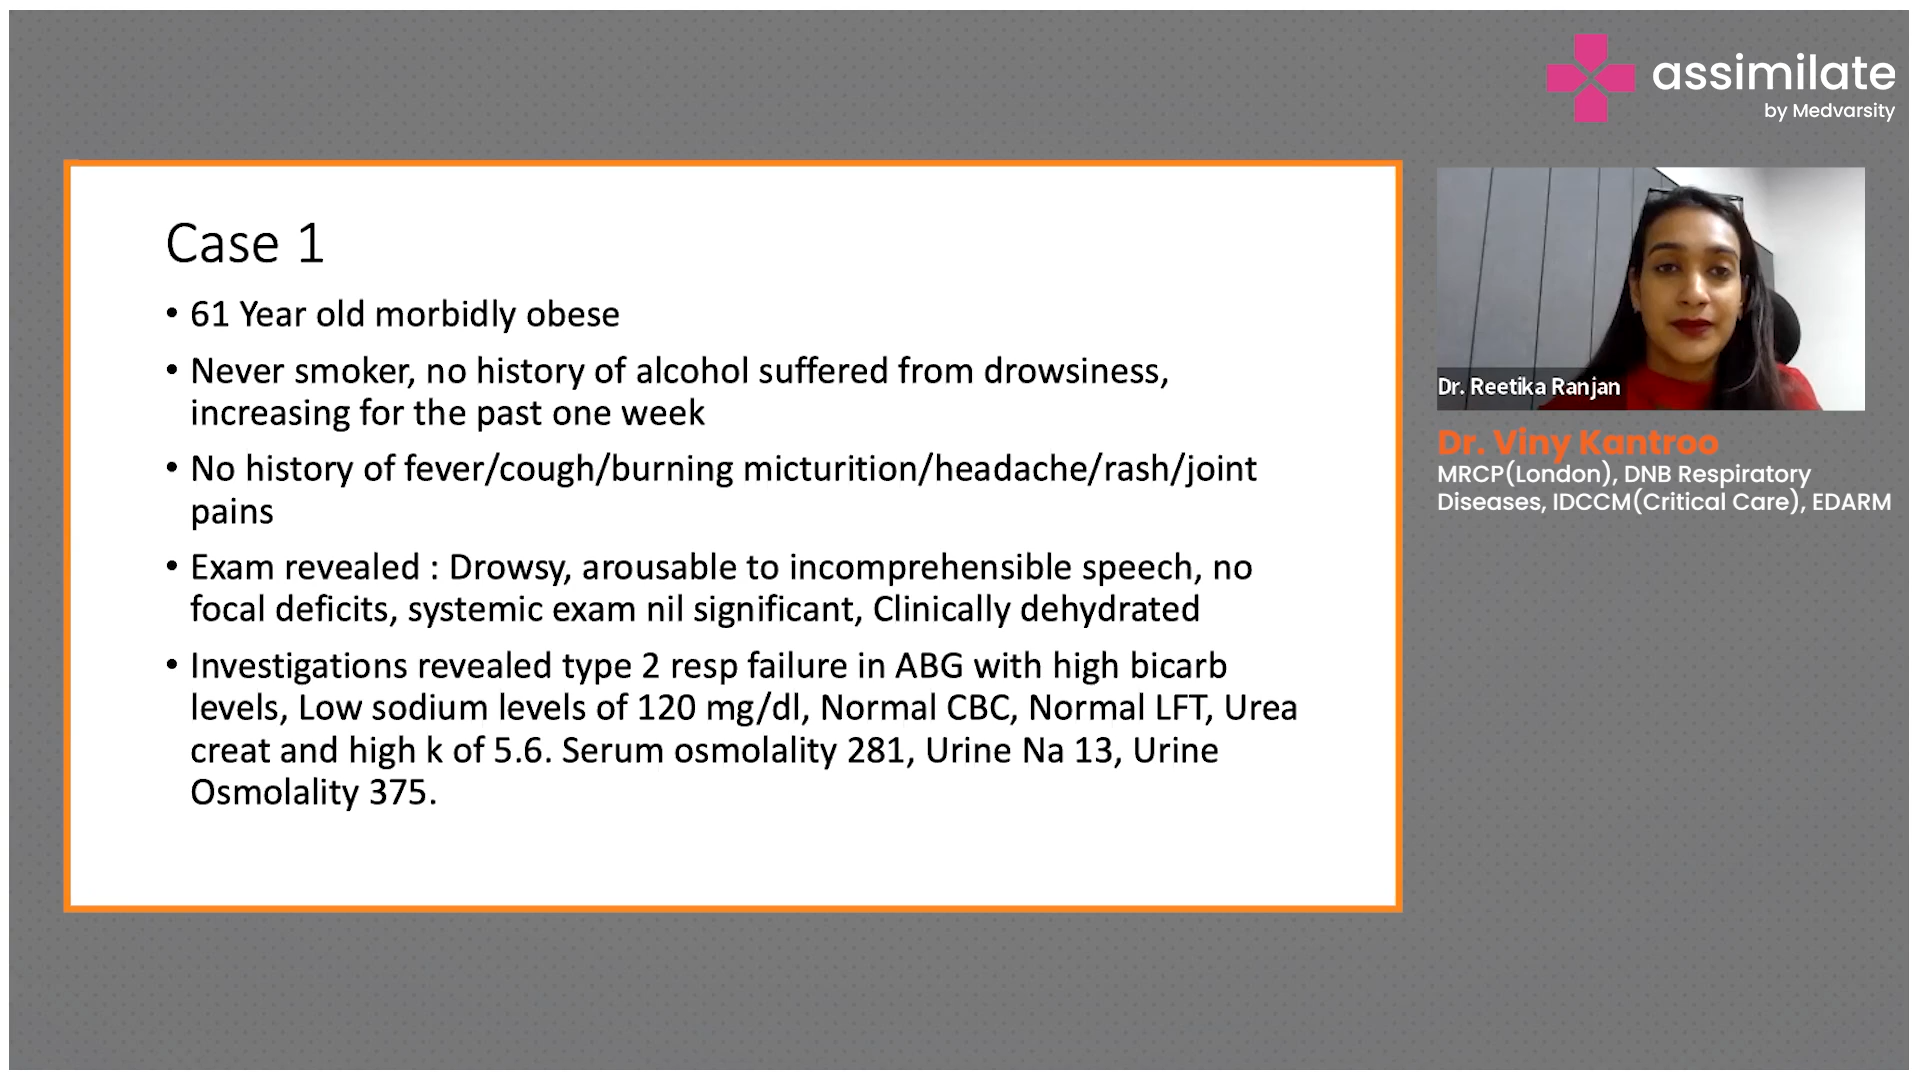 assimilate
by Medvarsity
Case 1
• 61 Year old morbidly obese
• Never smoker, no history of alcohol suffered from drowsiness,
increasing for the past one week
• No history of fever/cough/burning micturition/headache/rash/joint
pains
• Exam revealed : Drowsy, arousable to incomprehensible speech, no
focal deficits, systemic exam nil significant, Clinically dehydrated
• Investigations revealed type 2 resp failure in ABG with high bicarb
levels, Low sodium levels of 120 mg/dl, Normal CBC, Normal LFT, Urea
creat and high k of 5.6. Serum osmolality 281, Urine Na 13, Urine
Osmolality 375.
Dr. Reetika Ranjan
Dr. Viny Kantroo
MRCP(London), DNB Respiratory
Diseases, IDCCM(Critical Care), EDARM